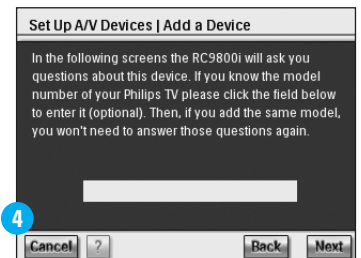 Set Up A/V Devices | Add a Device
In the following screens the RC9800i will ask you
questions about this device. If you know the model
number of your Philips TV please click the field below
to enter it (optional). Then, if you add the same model,
you won't need to answer those questions again.
4
Cancel ? Back Next